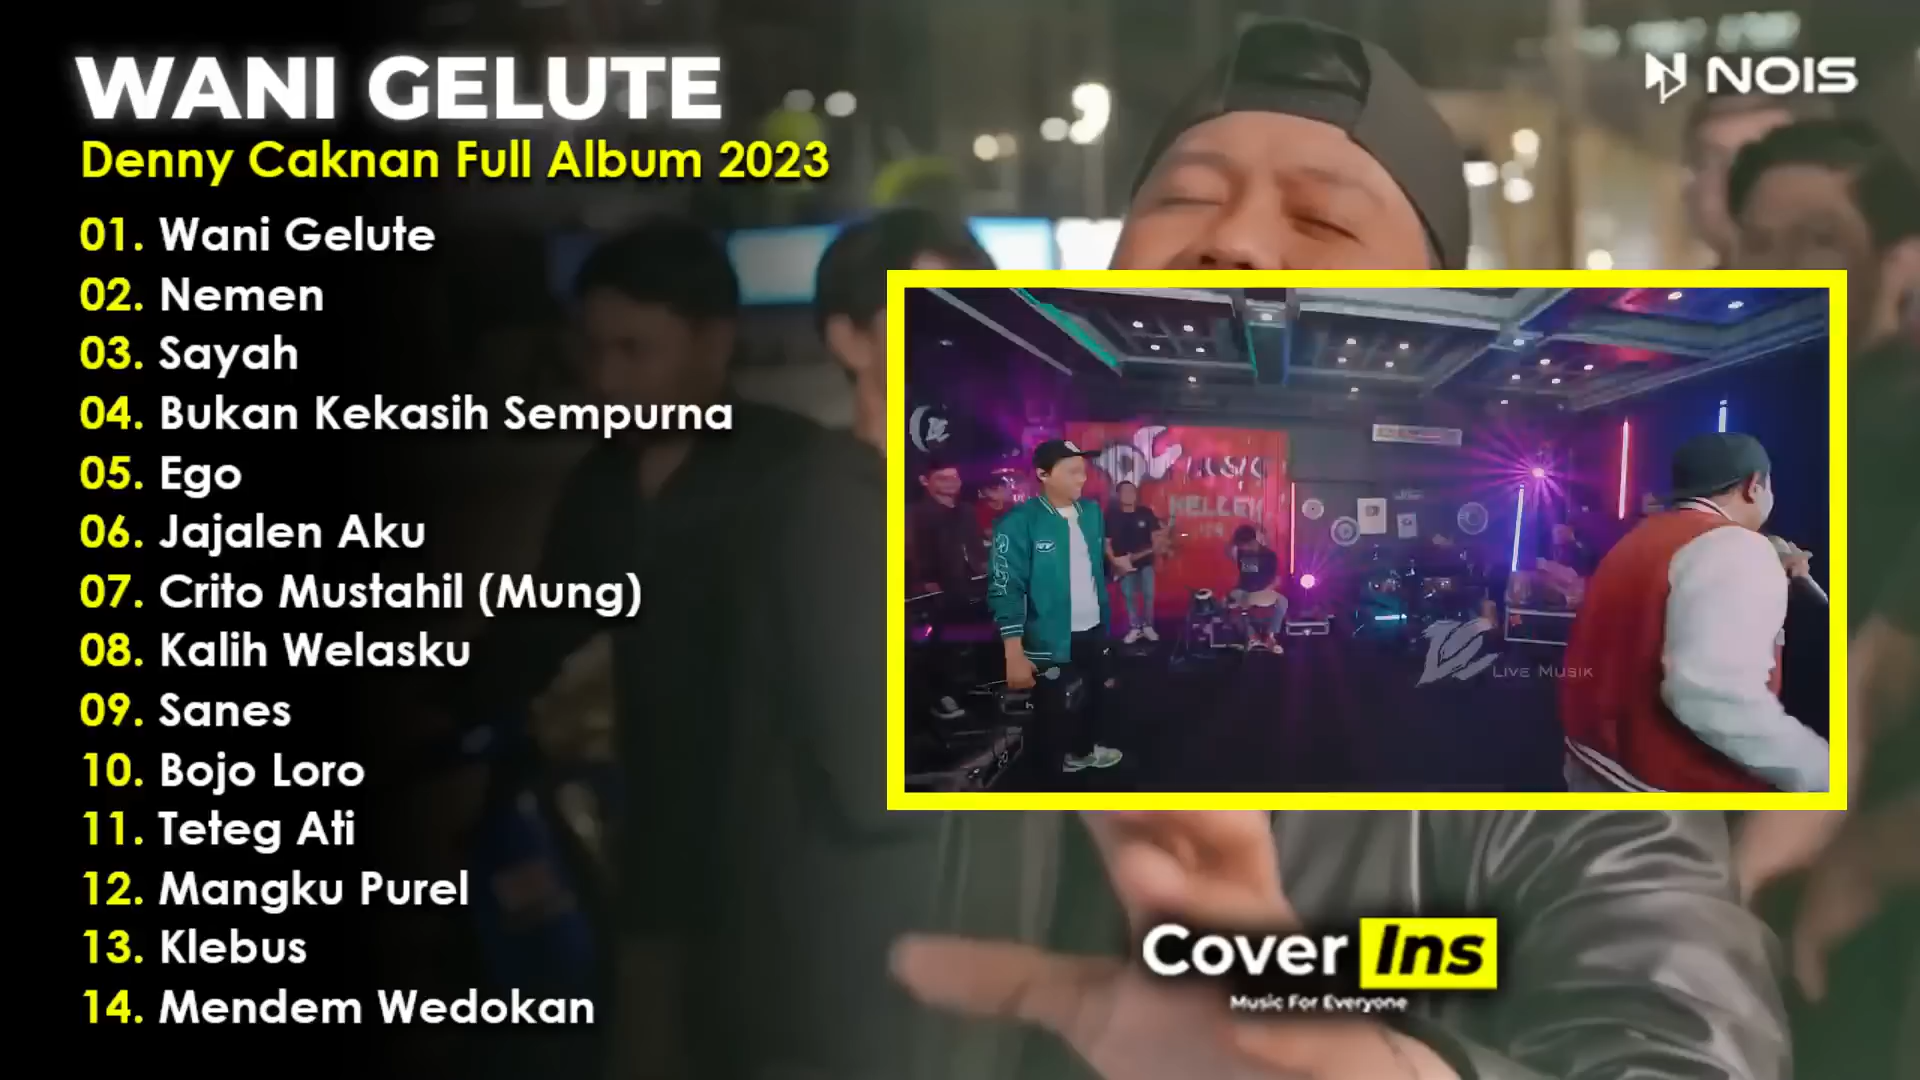 WANI GELUTE
Denny Caknan Full Album 2023
NOIS
01. Wani Gelute
02. Nemen
03. Sayah
04. Bukan Kekasih Sempurna
05. Ego
06. Jajalen Aku
07. Crito Mustahil (Mung)
08. Kalih Welasku
09. Sanes
10. Bojo Loro
11. Teteg Ati
12. Mangku Purel
13. Klebus
14. Mendem Wedokan
DC MUSIK
LIVE MUSIK
Cover Ins
Music For Everyone